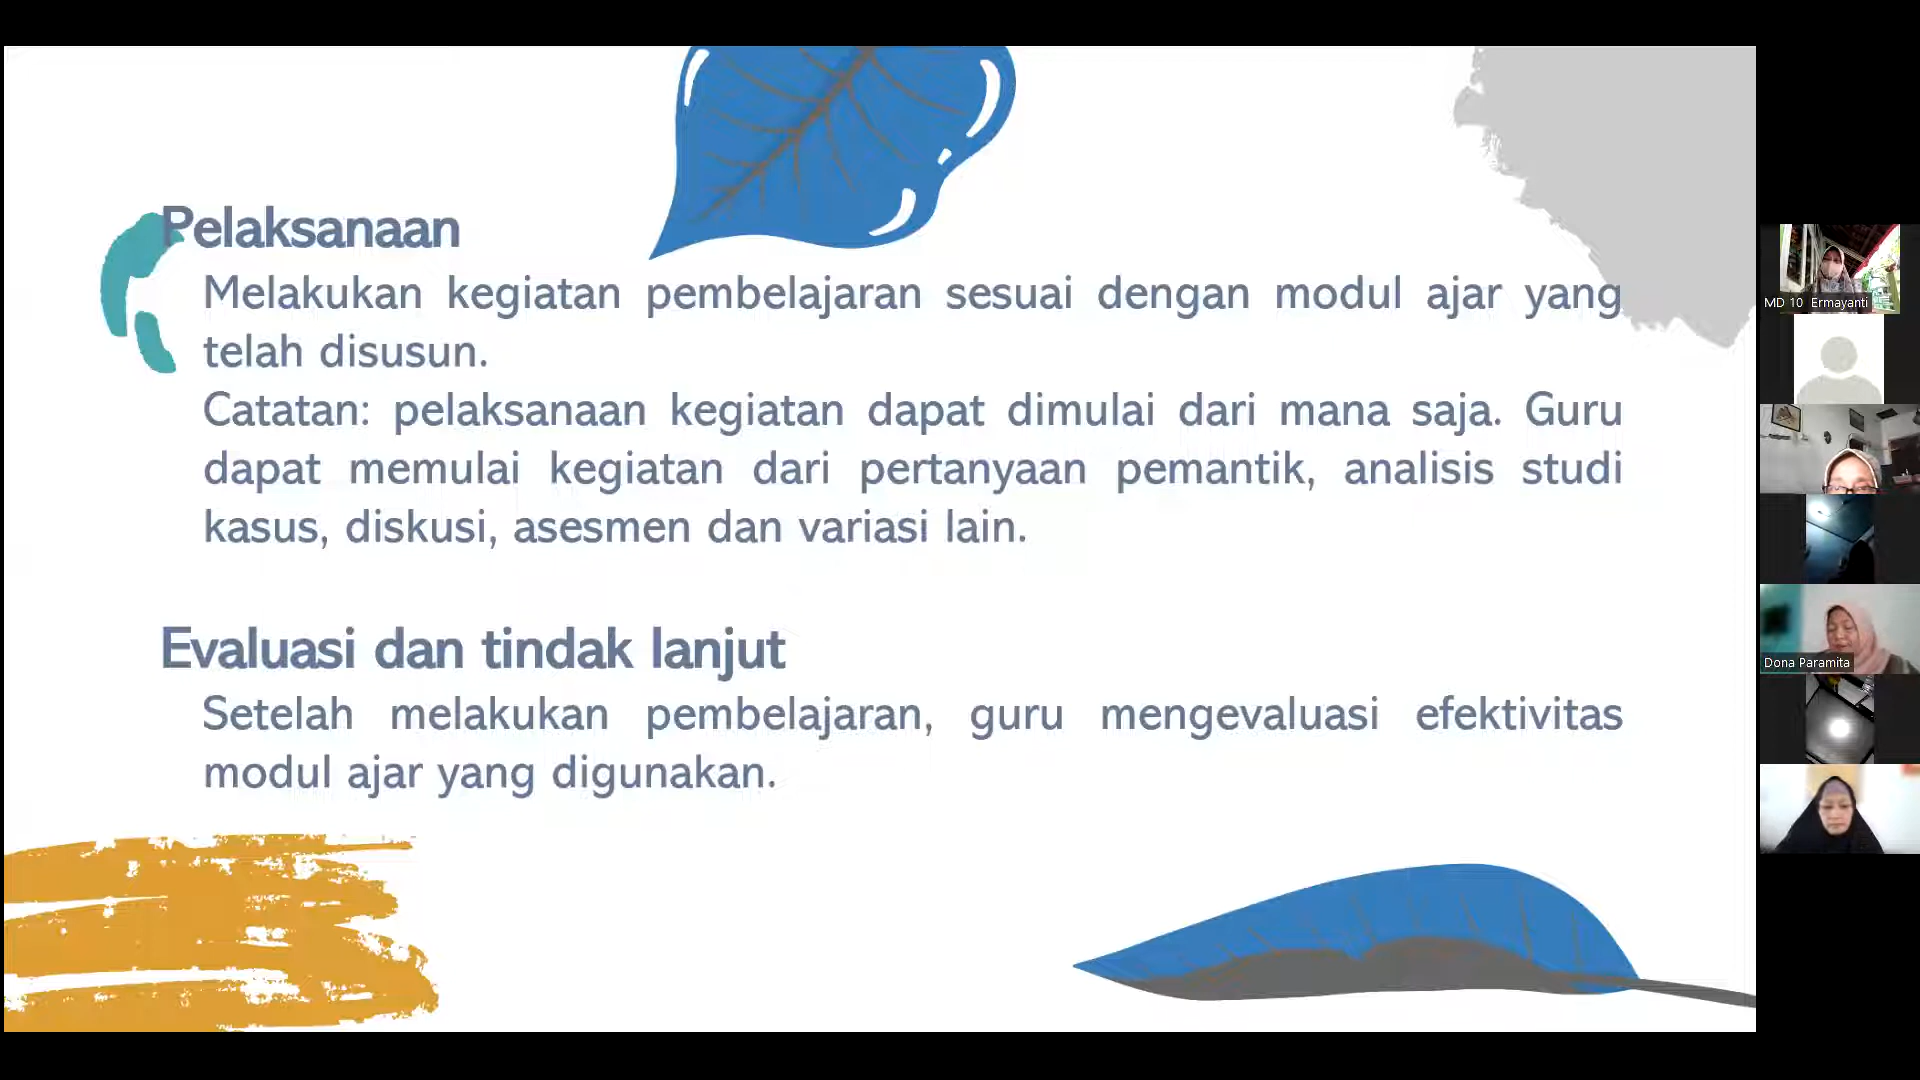 Pelaksanaan
Melakukan kegiatan pembelajaran sesuai dengan modul ajar yang
telah disusun.
Catatan: pelaksanaan kegiatan dapat dimulai dari mana saja. Guru
dapat memulai kegiatan dari pertanyaan pemantik, analisis studi
kasus, diskusi, asesmen dan variasi lain.
Evaluasi dan tindak lanjut
Setelah melakukan pembelajaran, guru mengevaluasi efektivitas
modul ajar yang digunakan.
MD 10 Ermayanti
Dona Paramita